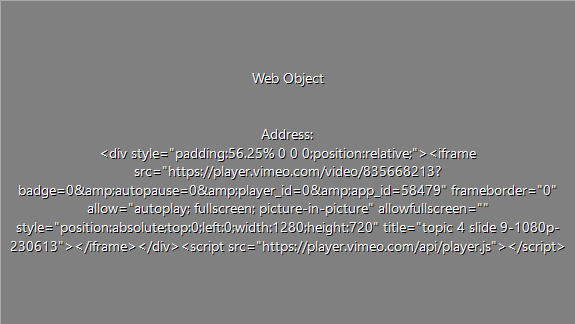 Web Object
Address:
<div style="padding:56.25% 0 0 0;position:relative;"><iframe
src="https://player.vimeo.com/video/835668213?
badge=0&amp;autopause=0&amp;player_id=0&amp;app_id=58479" frameborder="0"
allow="autoplay; fullscreen; picture-in-picture" allowfullscreen=""
style="position:absolute;top:0;left:0;width:1280;height:720" title="topic 4 slide 9-1080p-
230613"></iframe></div><script src="https://player.vimeo.com/api/player.js"></script>